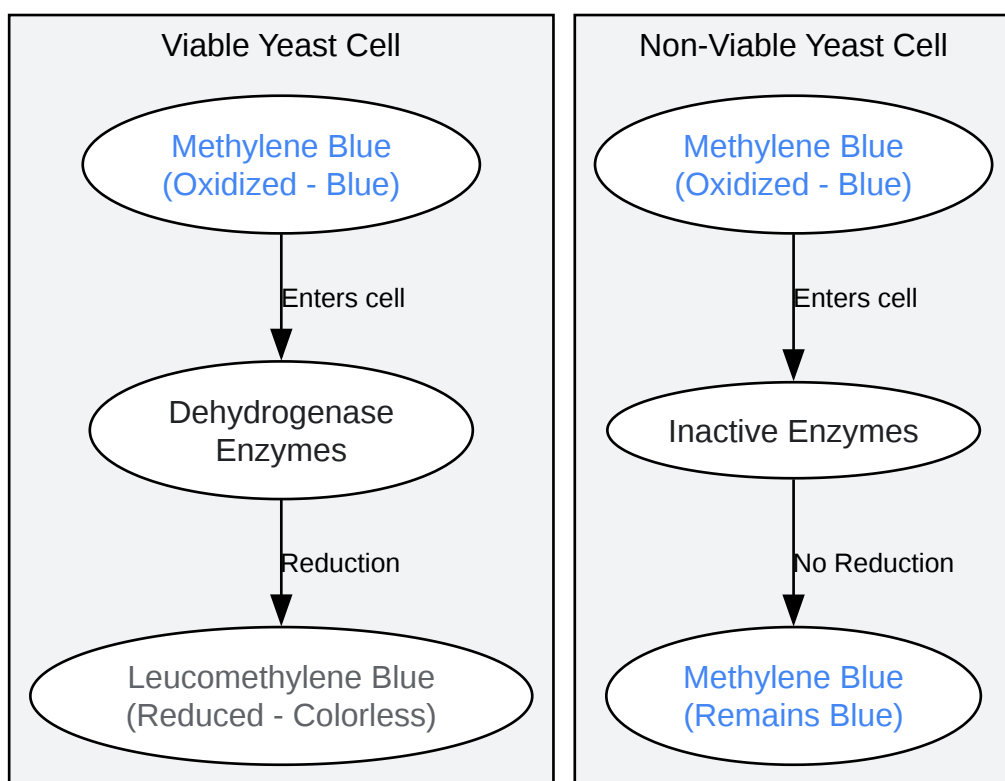 Viable Yeast Cell
Methylene Blue
(Oxidized - Blue)
Enters cell
Dehydrogenase
Enzymes
Reduction
Leucomethylene Blue
(Reduced - Colorless)
Non-Viable Yeast Cell
Methylene Blue
(Oxidized - Blue)
Enters cell
Inactive Enzymes
No Reduction
Methylene Blue
(Remains Blue)